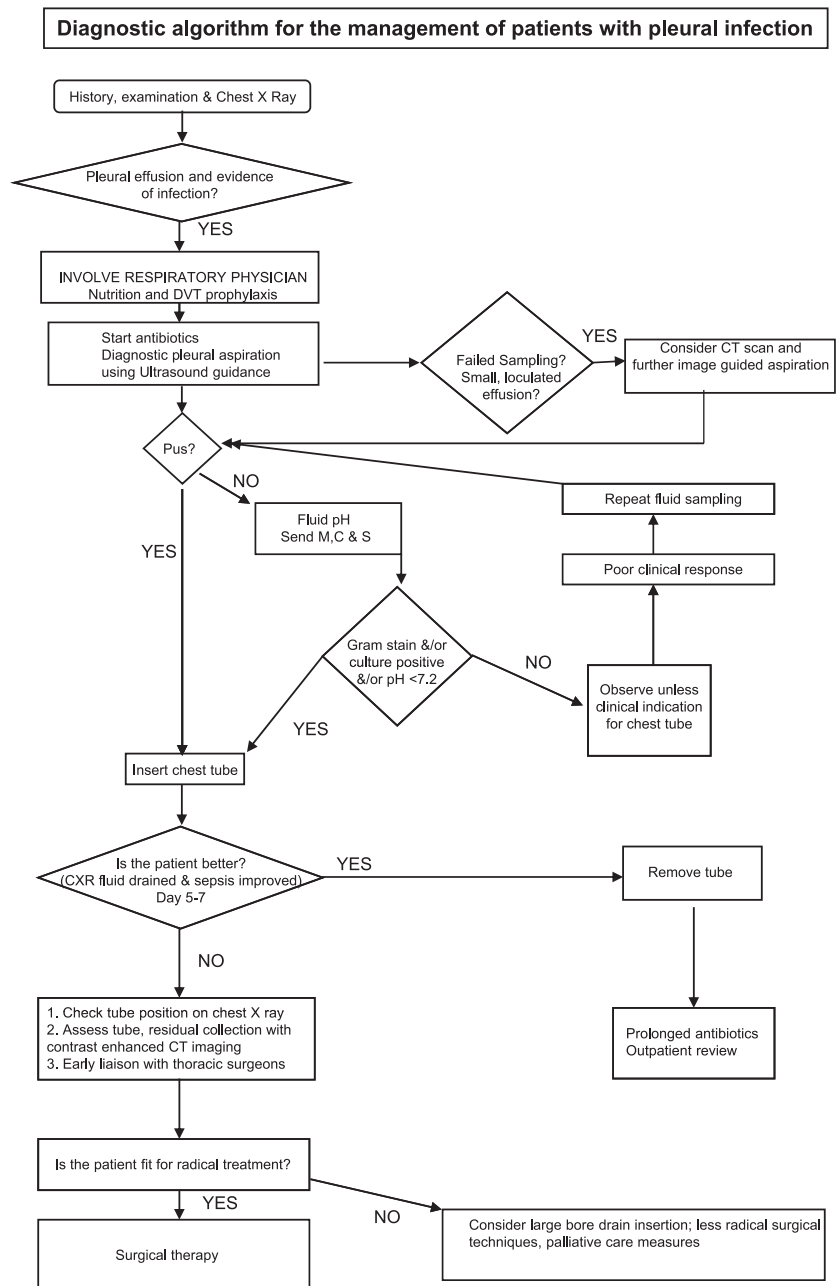 Diagnostic algorithm for the management of patients with pleural infection
History, examination & Chest X Ray
Pleural effusion and evidence
of infection?
YES
INVOLVE RESPIRATORY PHYSICIAN
Nutrition and DVT prophylaxis
Start antibiotics
Diagnostic pleural aspiration
using Ultrasound guidance
Failed Sampling?
Small, loculated
effusion?
YES
Consider CT scan and
further image guided aspiration
Pus?
NO
YES
Fluid pH
Send M,C & S
Repeat fluid sampling
Poor clinical response
Gram stain &/or
culture positive
&/or pH <7.2
NO
Observe unless
clinical indication
for chest tube
YES
Insert chest tube
Is the patient better?
(CXR fluid drained & sepsis improved)
Day 5-7
YES
Remove tube
NO
1. Check tube position on chest X ray
2. Assess tube, residual collection with
contrast enhanced CT imaging
3. Early liaison with thoracic surgeons
Prolonged antibiotics
Outpatient review
Is the patient fit for radical treatment?
YES
NO
Surgical therapy
Consider large bore drain insertion; less radical surgical
techniques, palliative care measures